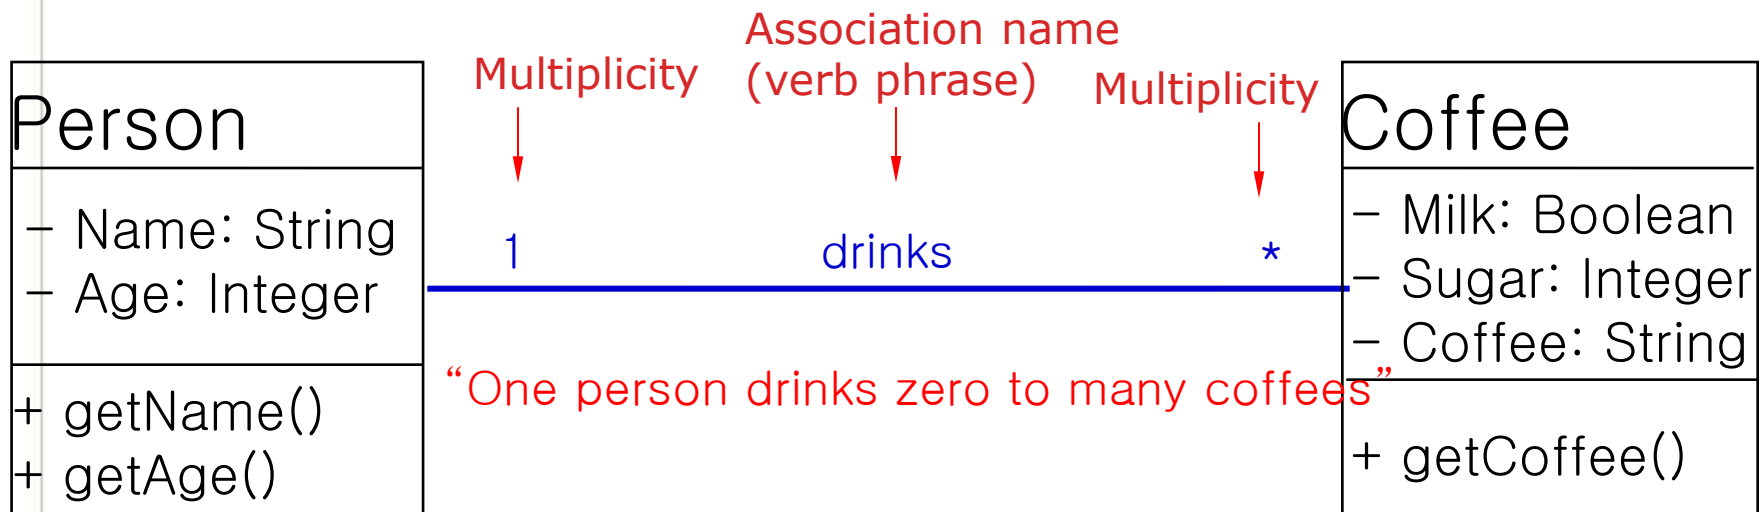 Person
- Name: String
- Age: Integer
+ getName()
+ getAge()
Multiplicity
Association name
(verb phrase)
Multiplicity
1
drinks
*
“One person drinks zero to many coffees”
Coffee
- Milk: Boolean
- Sugar: Integer
- Coffee: String
+ getCoffee()